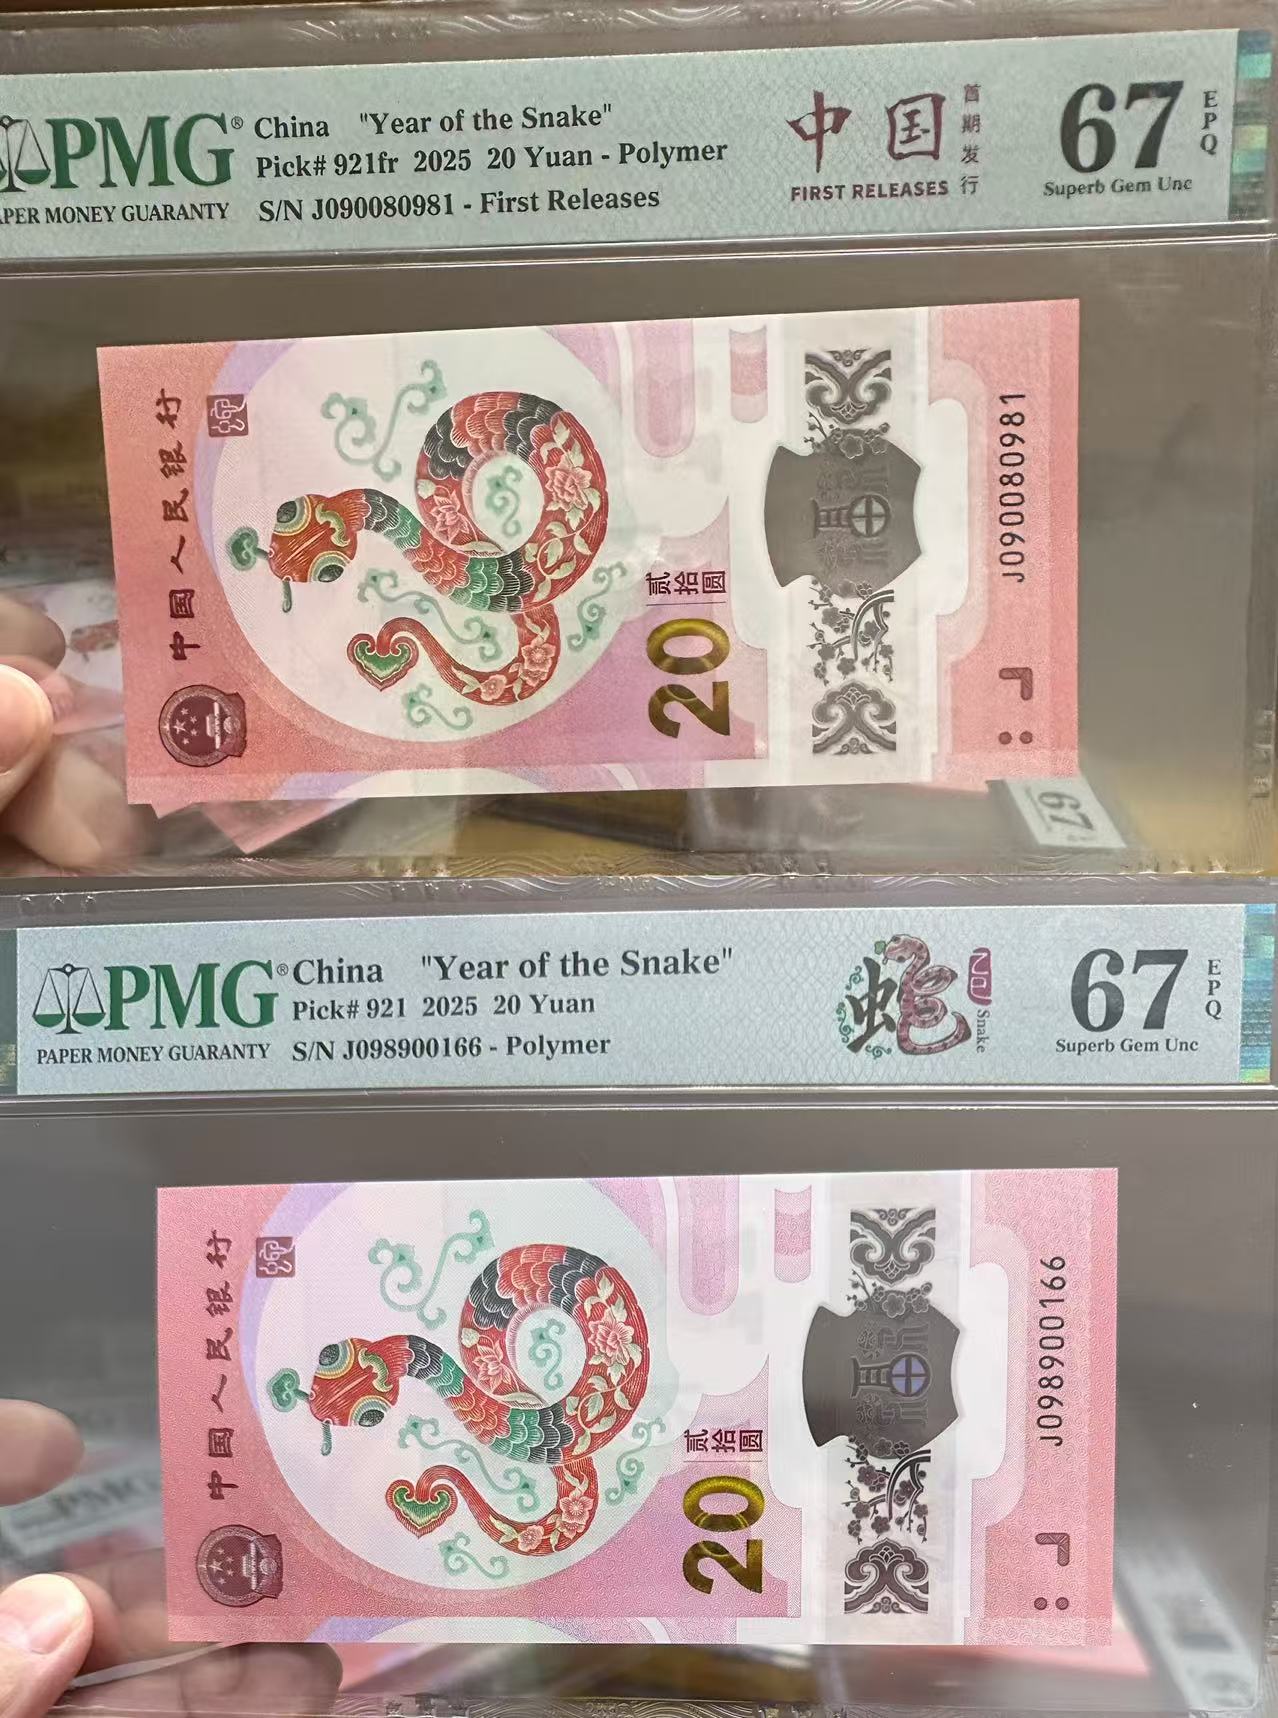 PMG®
PAPER MONEY GUARANTY
China "Year of the Snake"
Pick# 921fr 2025 20 Yuan - Polymer
S/N J090080981 - First Releases
中国
首期发行
FIRST RELEASES
67
EPQ
Superb Gem Unc
中国人民银行
贰拾圆
20
J090080981
67
PMG®
PAPER MONEY GUARANTY
China "Year of the Snake"
Pick# 921 2025 20 Yuan
S/N J098900166 - Polymer
蛇
Snake
67
EPQ
Superb Gem Unc
中国人民银行
贰拾圆
20
J098900166
PMG